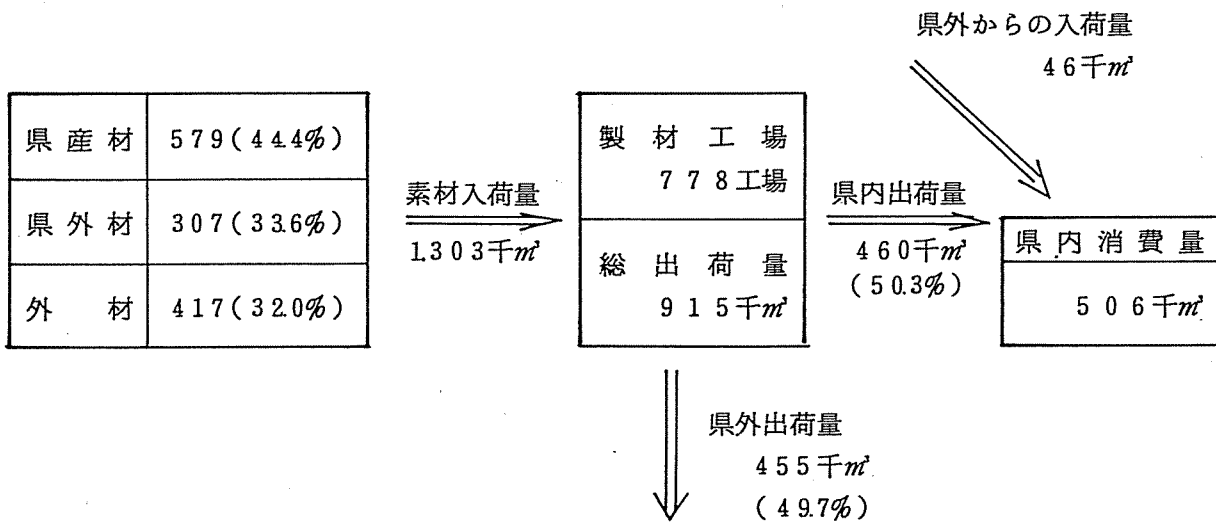 県外からの入荷量
46千m³
県産材 579(44.4%)
県外材 307(33.6%)
外材 417(32.0%)
素材入荷量
1.303千m³
製材工場
778工場
総出荷量
915千m³
県内出荷量
460千m³
(50.3%)
県内消費量
506千m³
県外出荷量
455千m³
(49.7%)